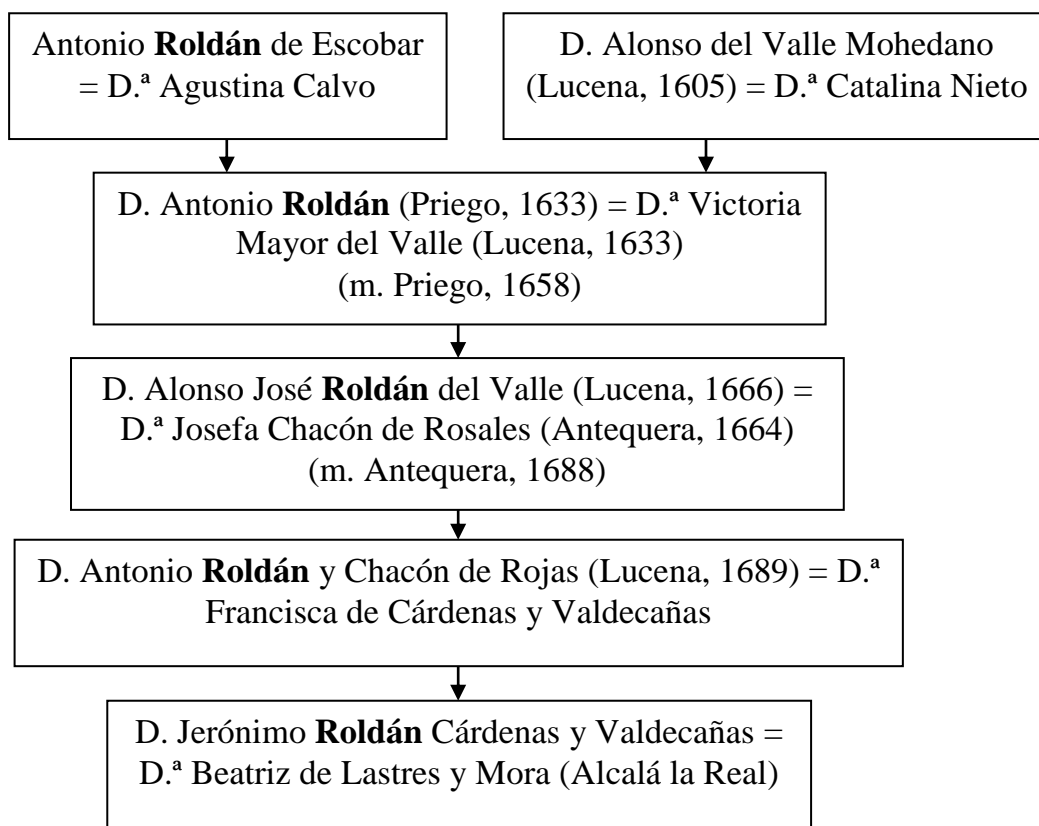 Antonio Roldán de Escobar
= D.ª Agustina Calvo
D. Alonso del Valle Mohedano
(Lucena, 1605) = D.ª Catalina Nieto
D. Antonio Roldán (Priego, 1633) = D.ª Victoria
Mayor del Valle (Lucena, 1633)
(m. Priego, 1658)
D. Alonso José Roldán del Valle (Lucena, 1666) =
D.ª Josefa Chacón de Rosales (Antequera, 1664)
(m. Antequera, 1688)
D. Antonio Roldán y Chacón de Rojas (Lucena, 1689) = D.ª
Francisca de Cárdenas y Valdecañas
D. Jerónimo Roldán Cárdenas y Valdecañas =
D.ª Beatriz de Lastres y Mora (Alcalá la Real)